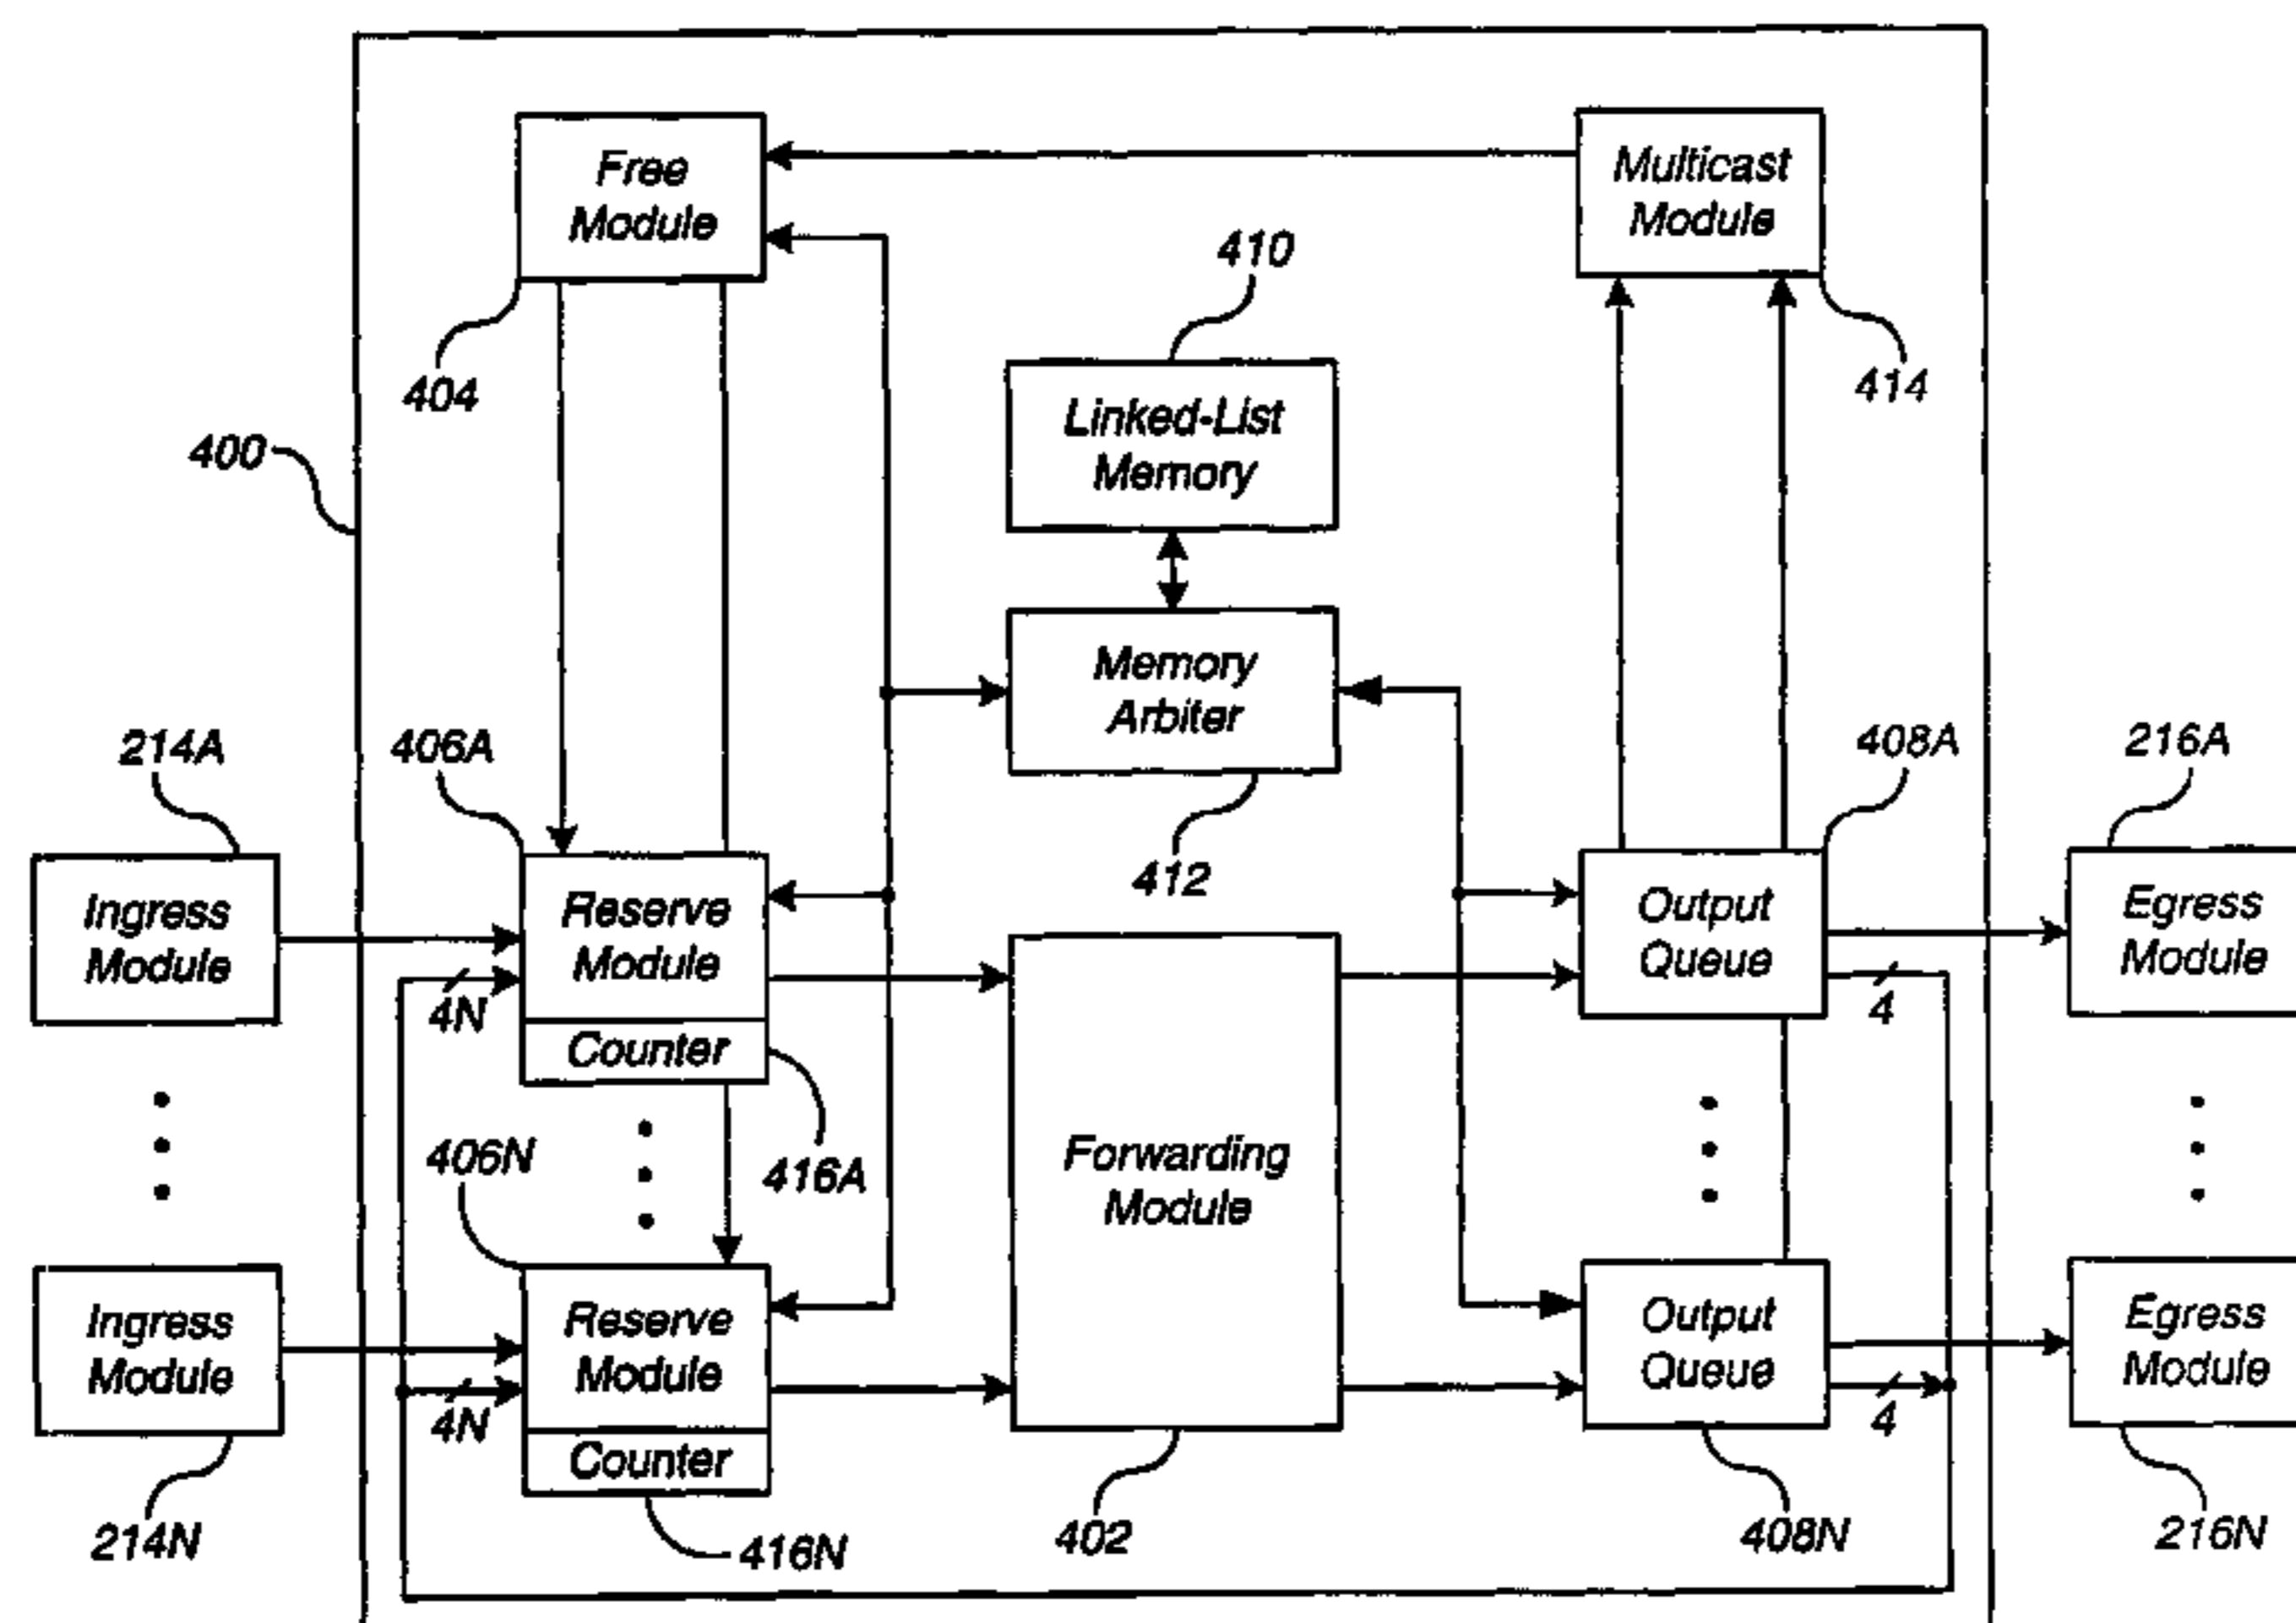 Free
Module
Multicast
Module
410
404
Linked-List
Memory
414
400
Memory
Arbiter
214A
406A
408A
216A
412
Ingress
Module
Reserve
Module
Output
Queue
Egress
Module
4N
4
Counter
406N
416A
Forwarding
Module
Ingress
Module
Reserve
Module
Output
Queue
Egress
Module
4N
4
Counter
214N
416N
402
408N
216N